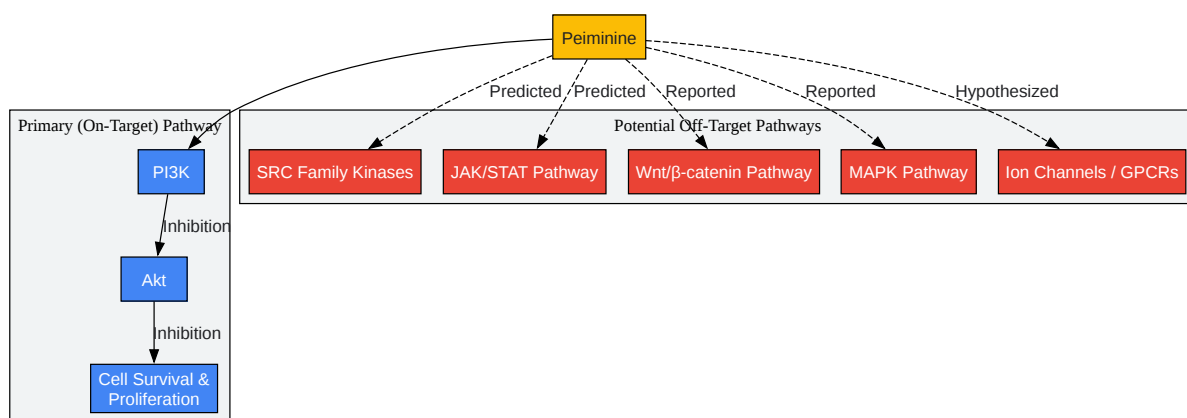 Peiminine
Predicted
Predicted
Reported
Reported
Hypothesized
Primary (On-Target) Pathway
Potential Off-Target Pathways
PI3K
SRC Family Kinases
JAK/STAT Pathway
Wnt/β-catenin Pathway
MAPK Pathway
Ion Channels / GPCRs
Inhibition
Akt
Inhibition
Cell Survival &
Proliferation